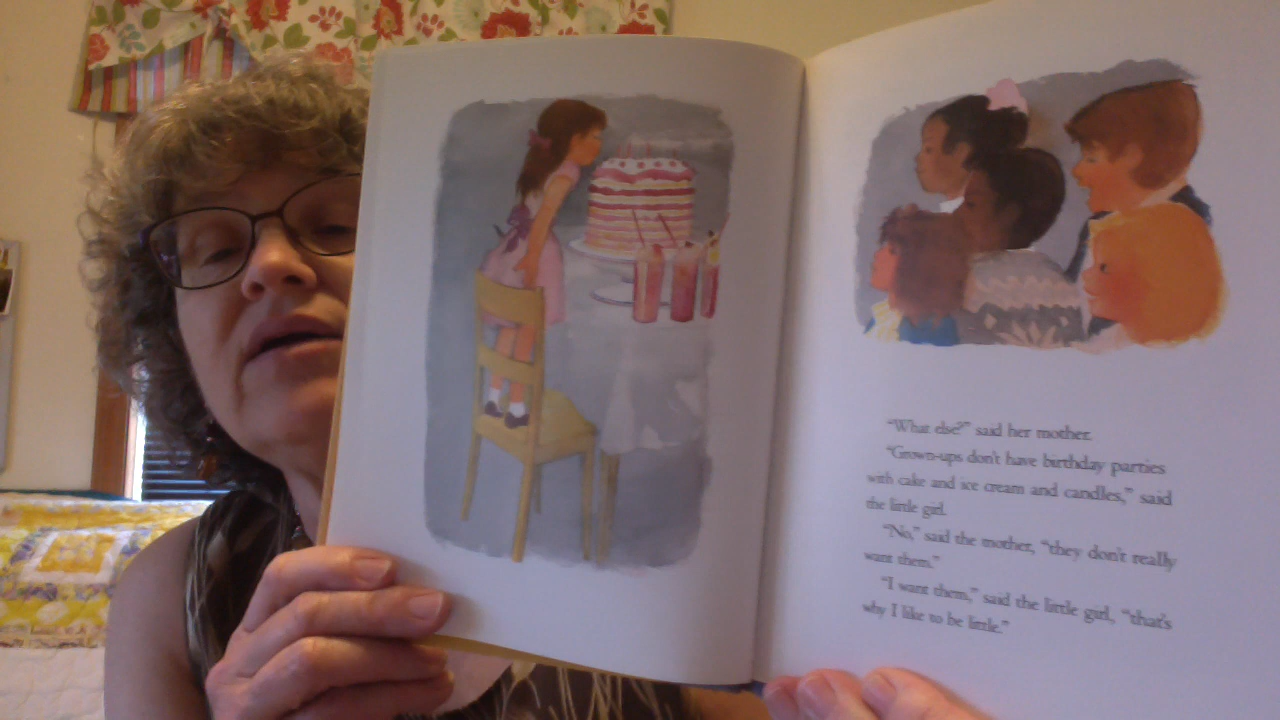 "What else?" said her mother.
"Grown-ups don't have birthday parties
with cake and ice cream and candles," said
the little girl.
"No," said the mother, "they don't really
want them."
"I want them," said the little girl, "that's
why I like to be little."